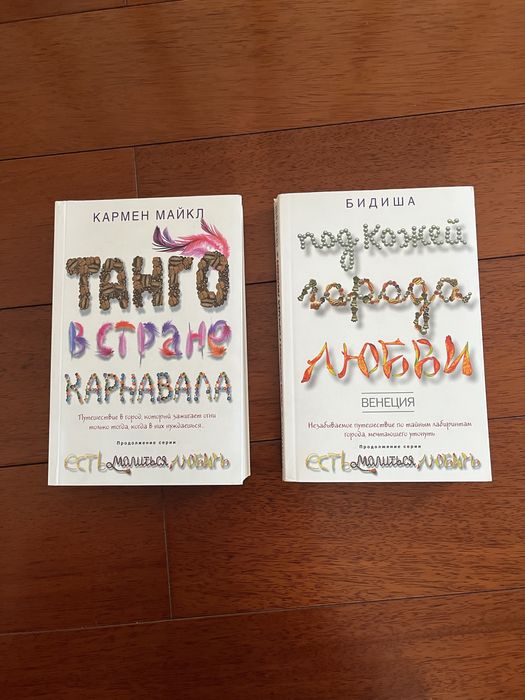 КАРМЕН МАЙКЛ
ТАНГО
в стране
КАРНАВАЛА
Путешествие в город, который зажигает огни
только тогда, когда в них нуждаешься...
Продолжение серии
ЕСТЬ, молиться, любить
БИДИША
под кожей
города
ЛЮБВИ
ВЕНЕЦИЯ
Незабываемое путешествие по тайным лабиринтам
города, мечтающего утонуть
Продолжение серии
ЕСТЬ, молиться, любить